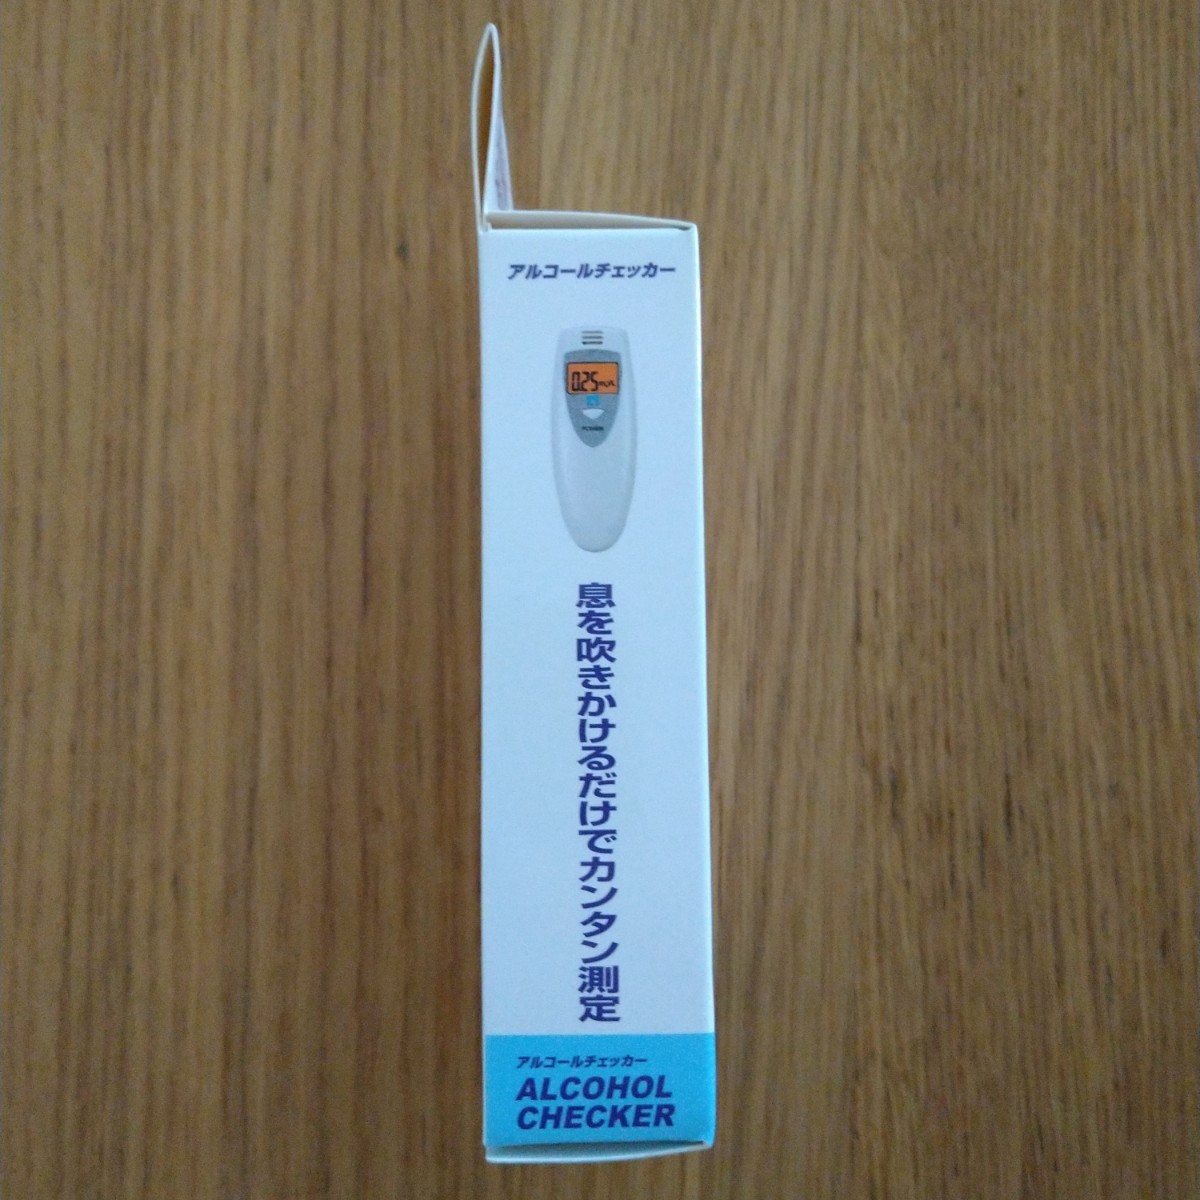 アルコールチェッカー
0.25
息を吹きかけるだけでカンタン測定
アルコールチェッカー
ALCOHOL
CHECKER